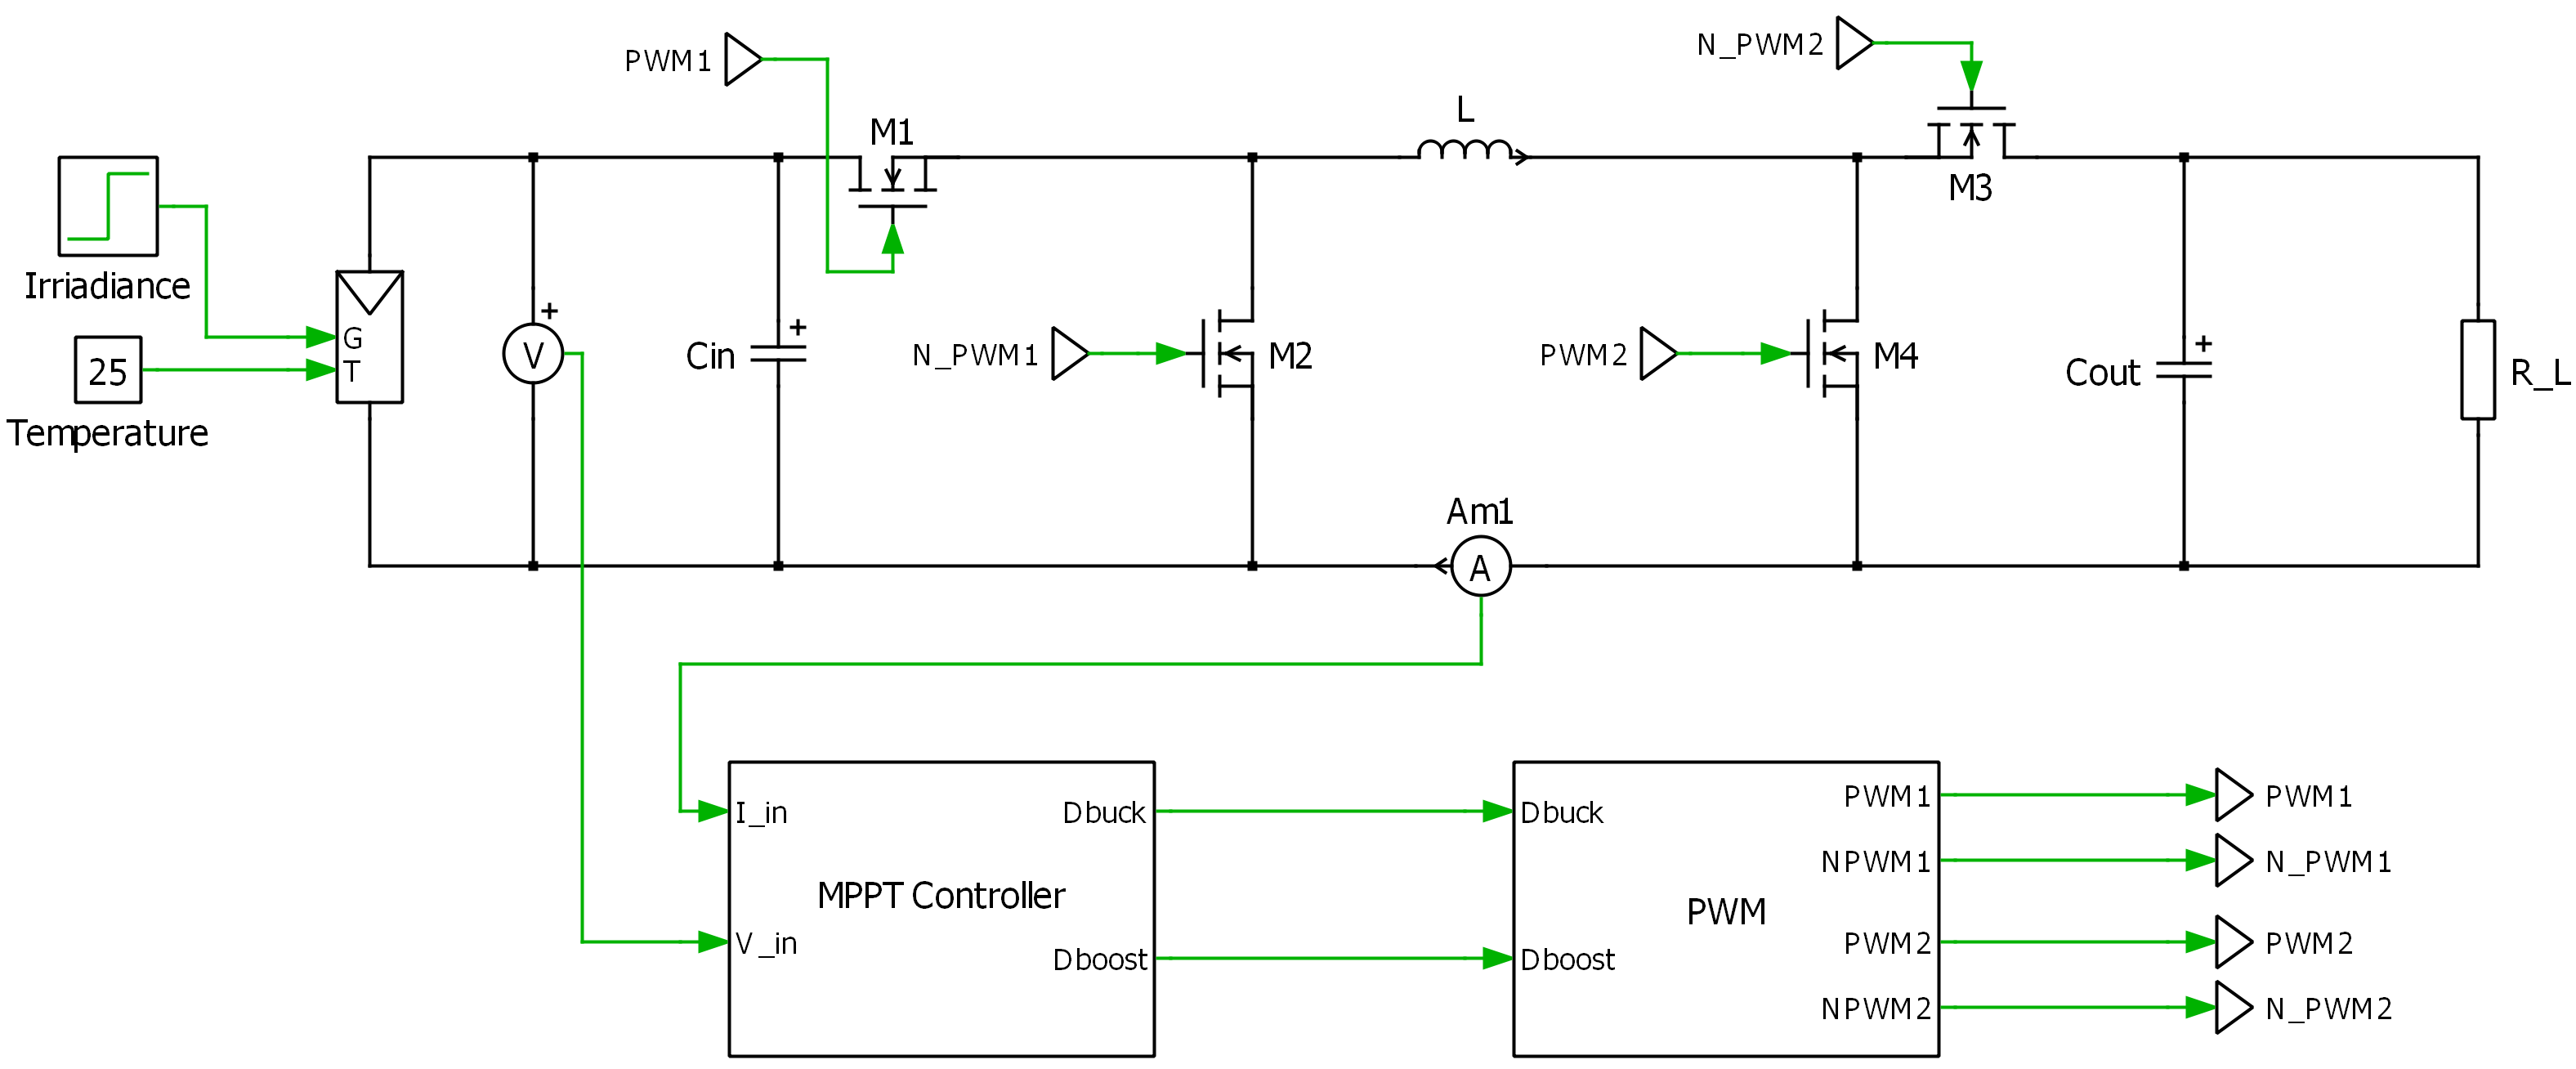 PWM1
N_PWM2
M1
L
M3
Irriadiance
G
T
25
Temperature
+
V
Cin
+
N_PWM1
M2
PWM2
M4
Cout
+
R_L
Am1
A
I_in
V_in
MPPT Controller
Dbuck
Dboost
Dbuck
Dboost
PWM
PWM1
NPWM1
PWM2
NPWM2
PWM1
N_PWM1
PWM2
N_PWM2